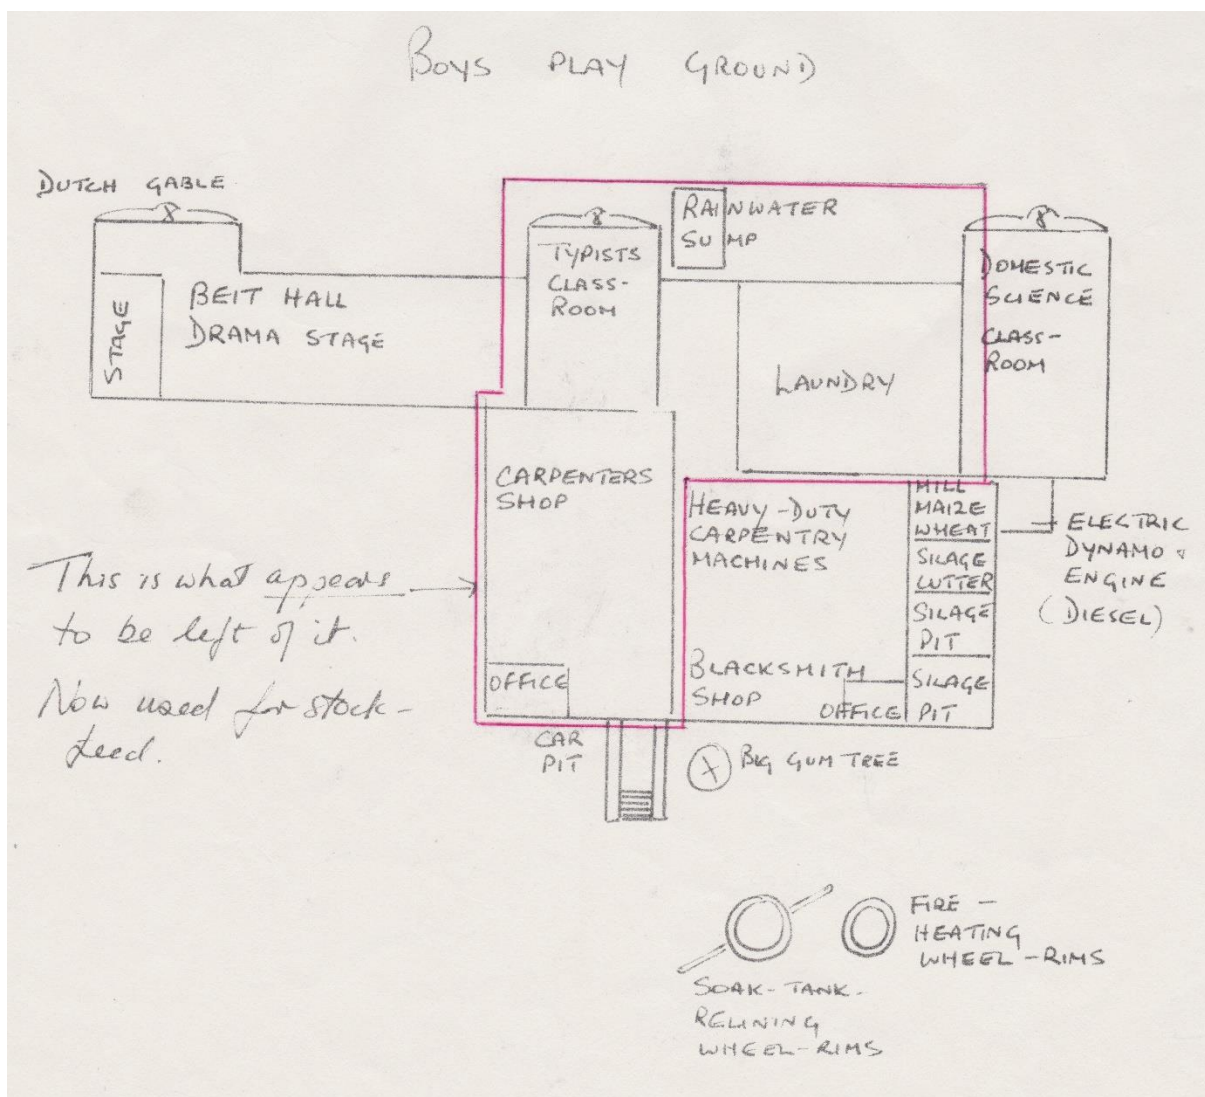 BOYS PLAY GROUND
DUTCH GABLE
STAGE
BEIT HALL
DRAMA STAGE
TYPISTS
CLASS-
ROOM
RAINWATER
SUMP
DOMESTIC
SCIENCE
CLASS-
ROOM
LAUNDRY
CARPENTERS
SHOP
OFFICE
HEAVY-DUTY
CARPENTRY
MACHINES
BLACKSMITH
SHOP
OFFICE
MILL
MAIZE
WHEAT
SILAGE
CUTTER
SILAGE
PIT
SILAGE
PIT
ELECTRIC
DYNAMO &
ENGINE
(DIESEL)
This is what appears
to be left of it.
Now used for stock-
feed.
CAR
PIT
X BIG GUM TREE
FIRE -
HEATING
WHEEL-RIMS
SOAK-TANK-
RELINING
WHEEL-RIMS